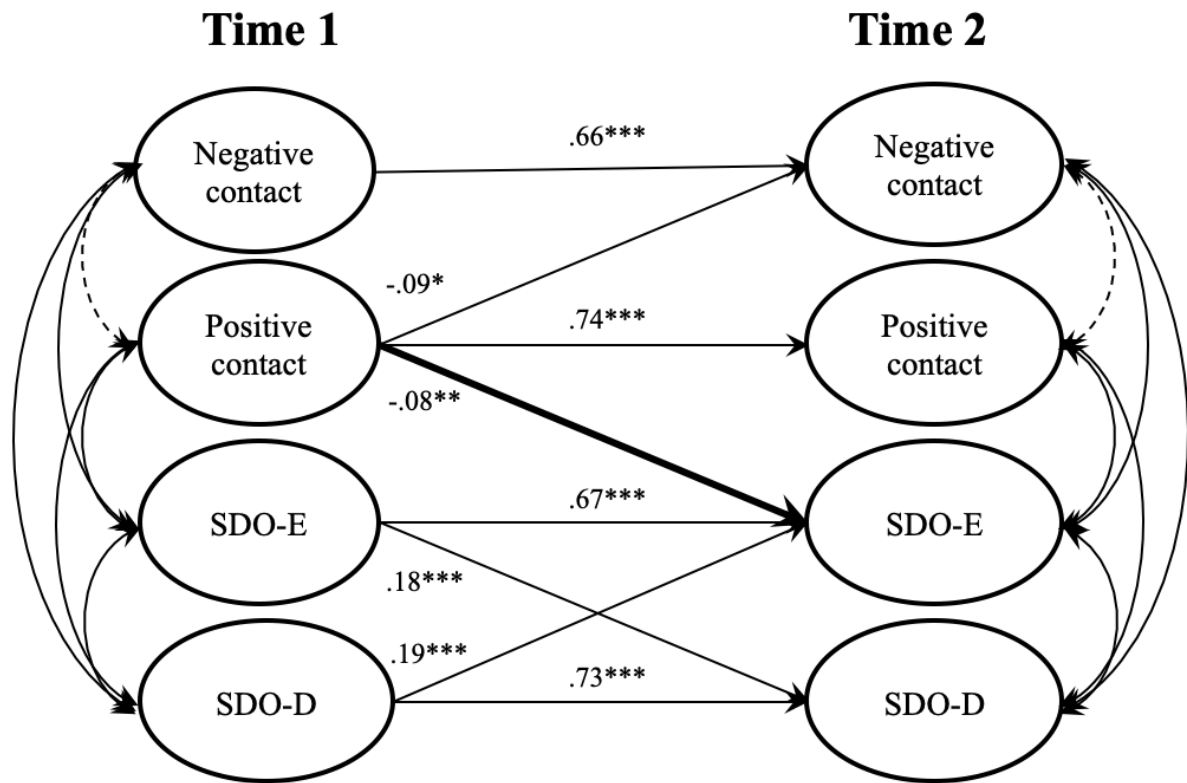 Time 1
Time 2
Negative
contact
.66***
Negative
contact
-.09*
Positive
contact
.74***
Positive
contact
-.08**
SDO-E
.67***
SDO-E
.18***
.19***
SDO-D
.73***
SDO-D